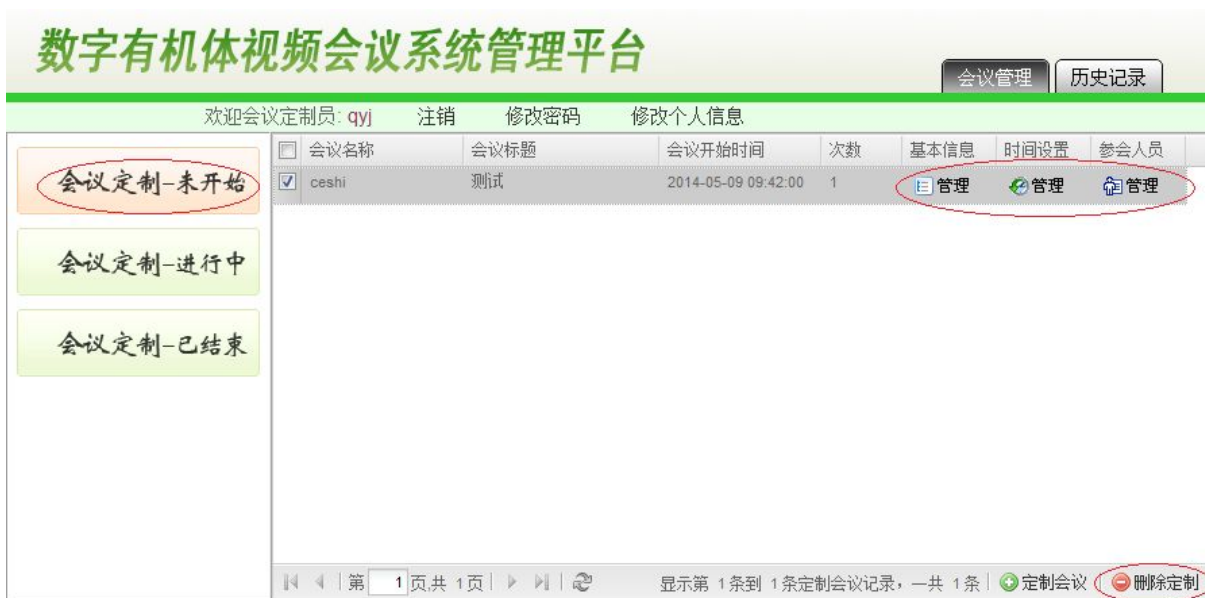 数字有机体视频会议系统管理平台
会议管理 历史记录
欢迎会议定制员: qyj 注销 修改密码 修改个人信息
会议定制-未开始
会议定制-进行中
会议定制-已结束
会议名称 会议标题 会议开始时间 次数 基本信息 时间设置 参会人员
ceshi 测试 2014-05-09 09:42:00 1 管理 管理 管理
第 1 页,共 1页 显示第 1条到 1条定制会议记录，一共 1条 定制会议 删除定制